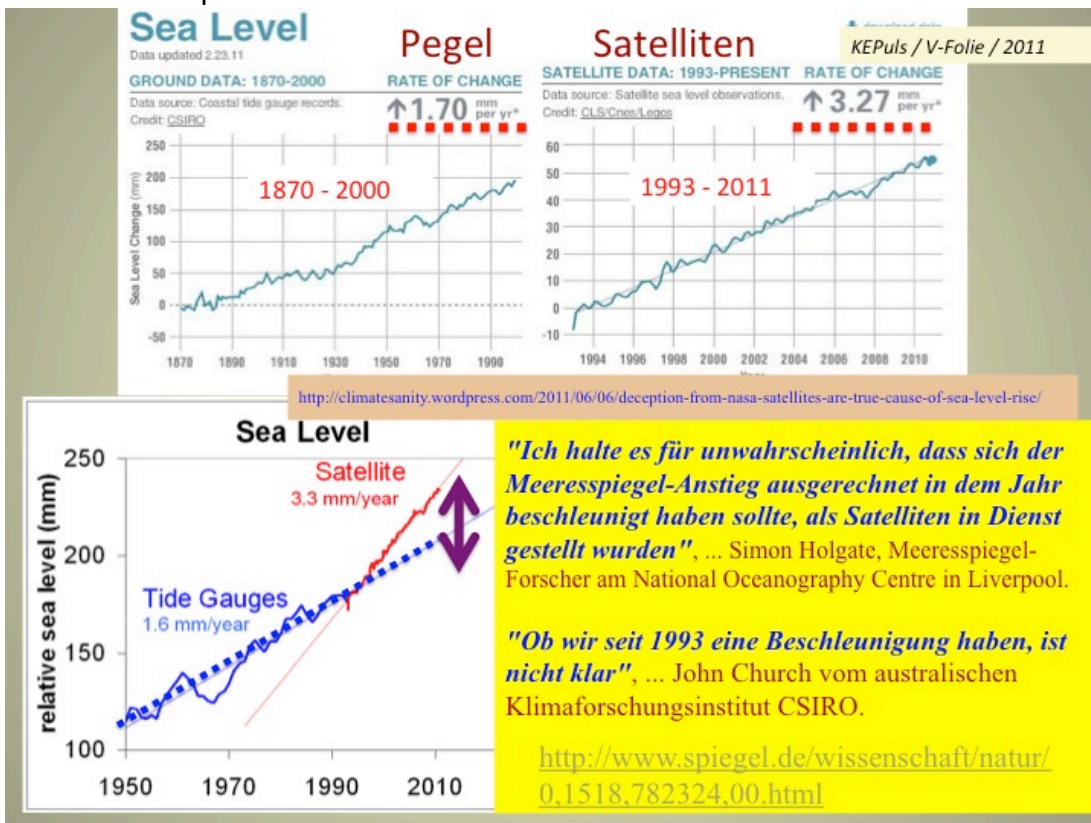 Sea Level
Data updated 2.23.11
Pegel
Satelliten
download data
KEPuls / V-Folie / 2011
GROUND DATA: 1870-2000
RATE OF CHANGE
Data source: Coastal tide gauge records.
Credit: CSIRO
↑1.70 mm per yr*
1870 - 2000
Sea Level Change (mm)
250
200
150
100
50
0
-50
1870 1890 1910 1930 1950 1970 1990
SATELLITE DATA: 1993-PRESENT
RATE OF CHANGE
Data source: Satellite sea level observations.
Credit: CLS/Cnes/Legos
↑3.27 mm per yr*
1993 - 2011
60
50
40
30
20
10
0
-10
1994 1996 1998 2000 2002 2004 2006 2008 2010
http://climatesanity.wordpress.com/2011/06/06/deception-from-nasa-satellites-are-true-cause-of-sea-level-rise/
Sea Level
relative sea level (mm)
250
200
150
100
Satellite
3.3 mm/year
Tide Gauges
1.6 mm/year
1950 1970 1990 2010
"Ich halte es für unwahrscheinlich, dass sich der
Meeresspiegel-Anstieg ausgerechnet in dem Jahr
beschleunigt haben sollte, als Satelliten in Dienst
gestellt wurden", ... Simon Holgate, Meeresspiegel-
Forscher am National Oceanography Centre in Liverpool.
"Ob wir seit 1993 eine Beschleunigung haben, ist
nicht klar", ... John Church vom australischen
Klimaforschungsinstitut CSIRO.
http://www.spiegel.de/wissenschaft/natur/
0,1518,782324,00.html